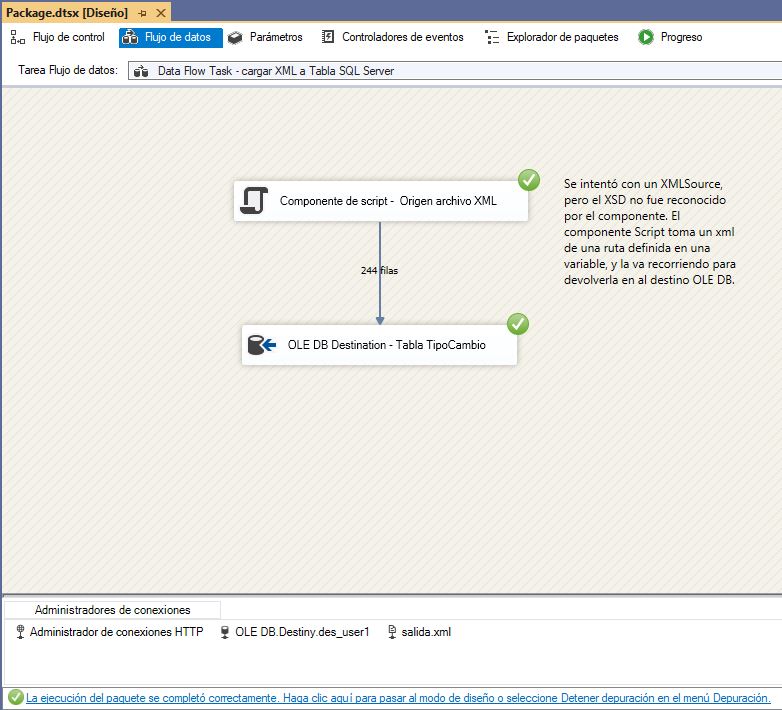 Package.dtsx [Diseño]
Flujo de control
Flujo de datos
Parámetros
Controladores de eventos
Explorador de paquetes
Progreso
Tarea Flujo de datos:
Data Flow Task - cargar XML a Tabla SQL Server
Componente de script - Origen archivo XML
Se intentó con un XMLSource,
pero el XSD no fue reconocido
por el componente. El
componente Script toma un xml
de una ruta definida en una
variable, y la va recorriendo para
devolverla en al destino OLE DB.
244 filas
OLE DB Destination - Tabla TipoCambio
Administradores de conexiones
Administrador de conexiones HTTP
OLE DB.Destiny.des_user1
salida.xml
La ejecución del paquete se completó correctamente. Haga clic aquí para pasar al modo de diseño o seleccione Detener depuración en el menú Depuración.